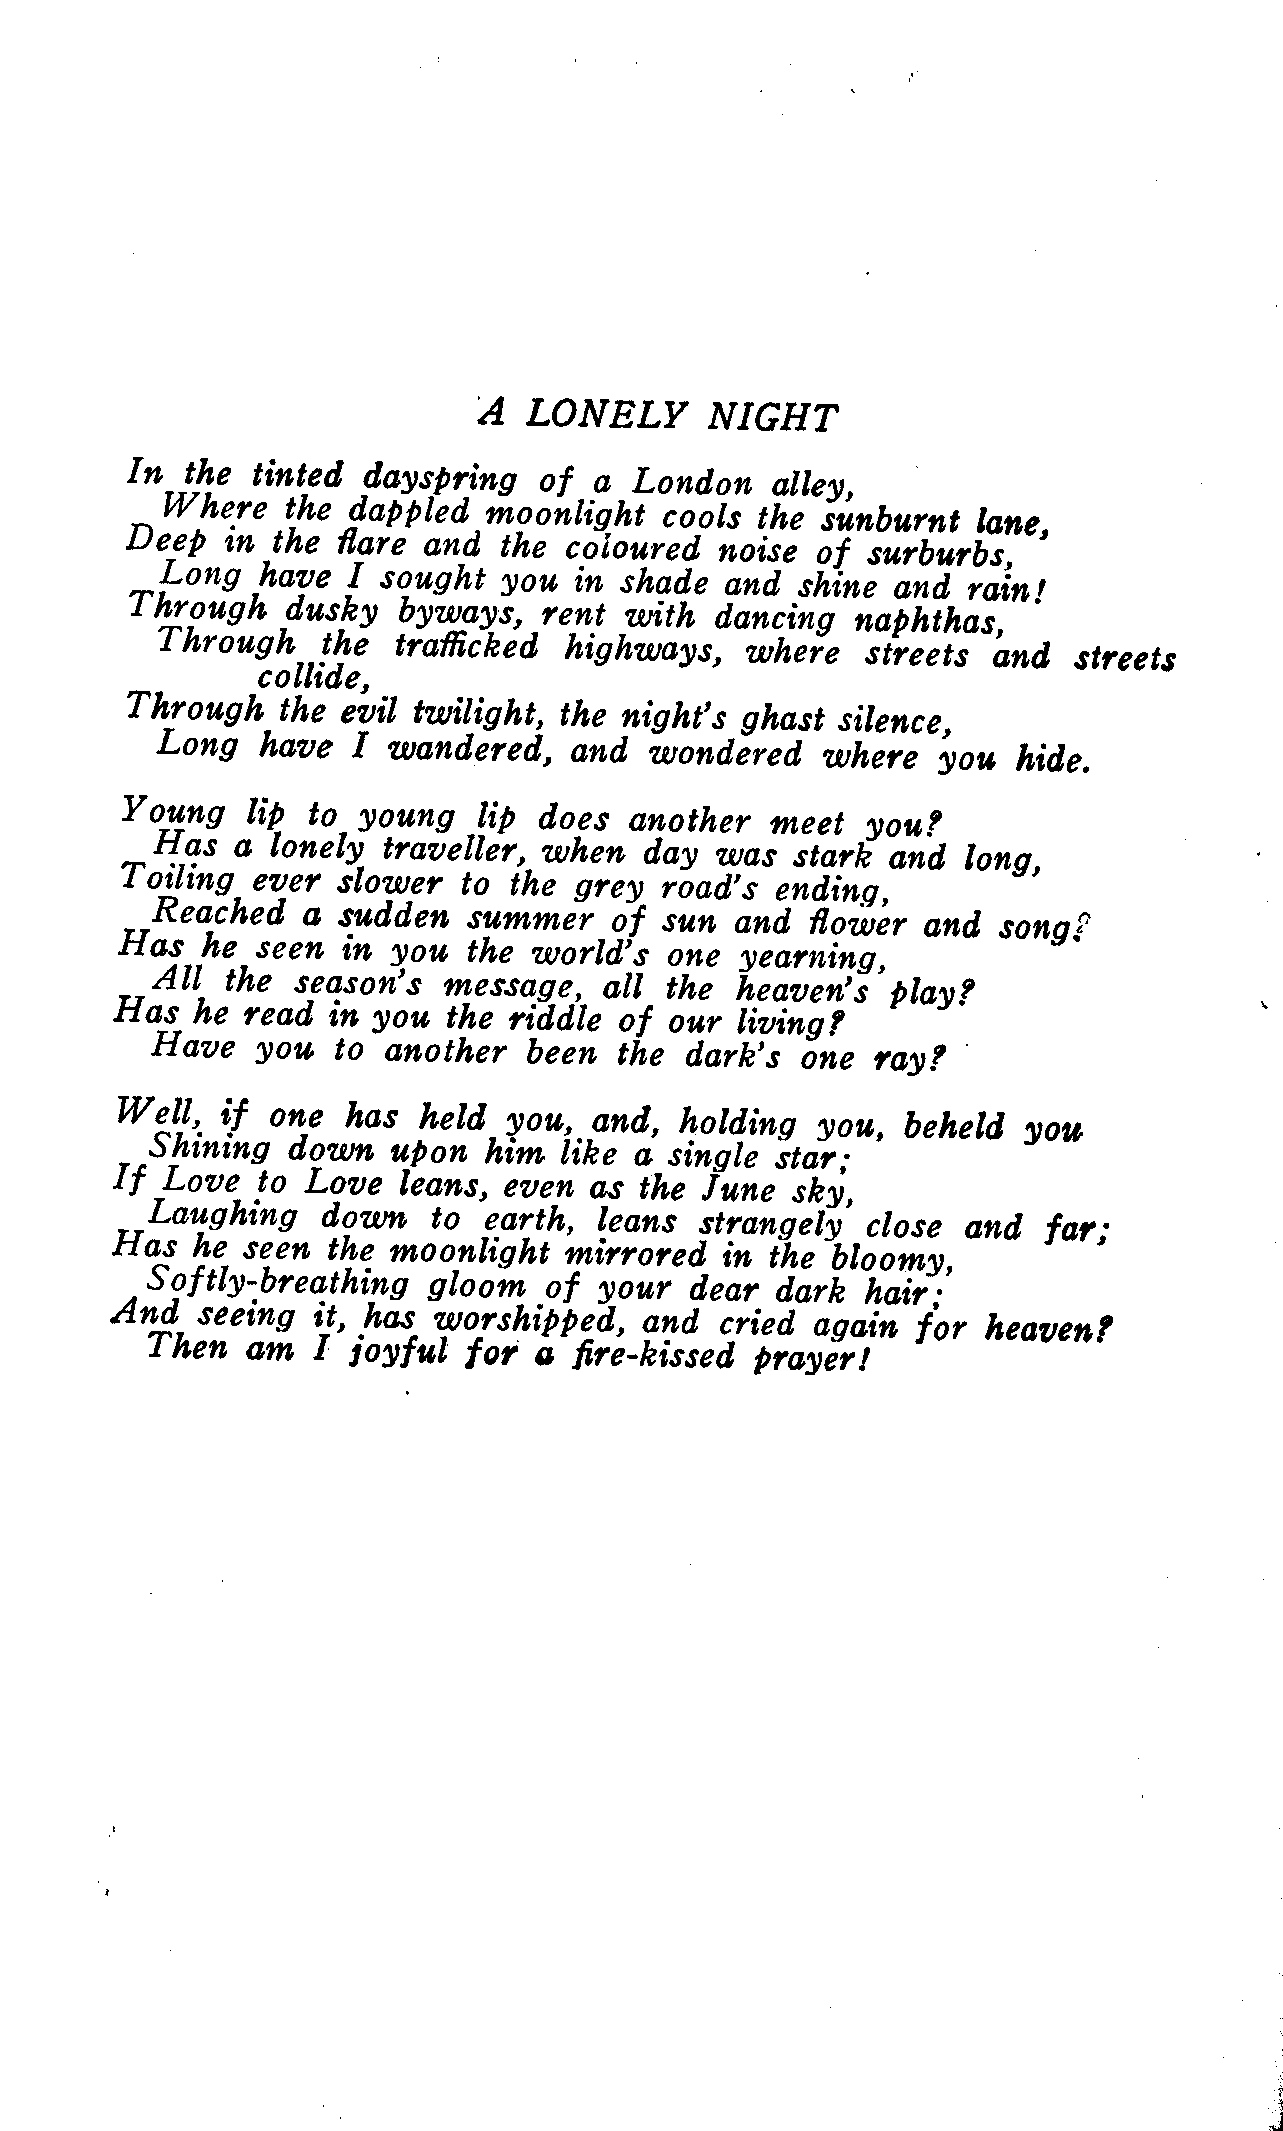 A LONELY NIGHT
In the tinted dayspring of a London alley,
Where the dappled moonlight cools the sunburnt lane,
Deep in the flare and the coloured noise of surburbs,
Long have I sought you in shade and shine and rain!
Through dusky byways, rent with dancing naphthas,
Through the trafficked highways, where streets and streets
collide,
Through the evil twilight, the night's ghast silence,
Long have I wandered, and wondered where you hide.
Young lip to young lip does another meet you?
Has a lonely traveller, when day was stark and long,
Toiling ever slower to the grey road's ending,
Reached a sudden summer of sun and flower and song?
Has he seen in you the world's one yearning,
All the season's message, all the heaven's play?
Has he read in you the riddle of our living?
Have you to another been the dark's one ray?
Well, if one has held you, and, holding you, beheld you
Shining down upon him like a single star;
If Love to Love leans, even as the June sky,
Laughing down to earth, leans strangely close and far;
Has he seen the moonlight mirrored in the bloomy,
Softly-breathing gloom of your dear dark hair;
And seeing it, has worshipped, and cried again for heaven?
Then am I joyful for a fire-kissed prayer!